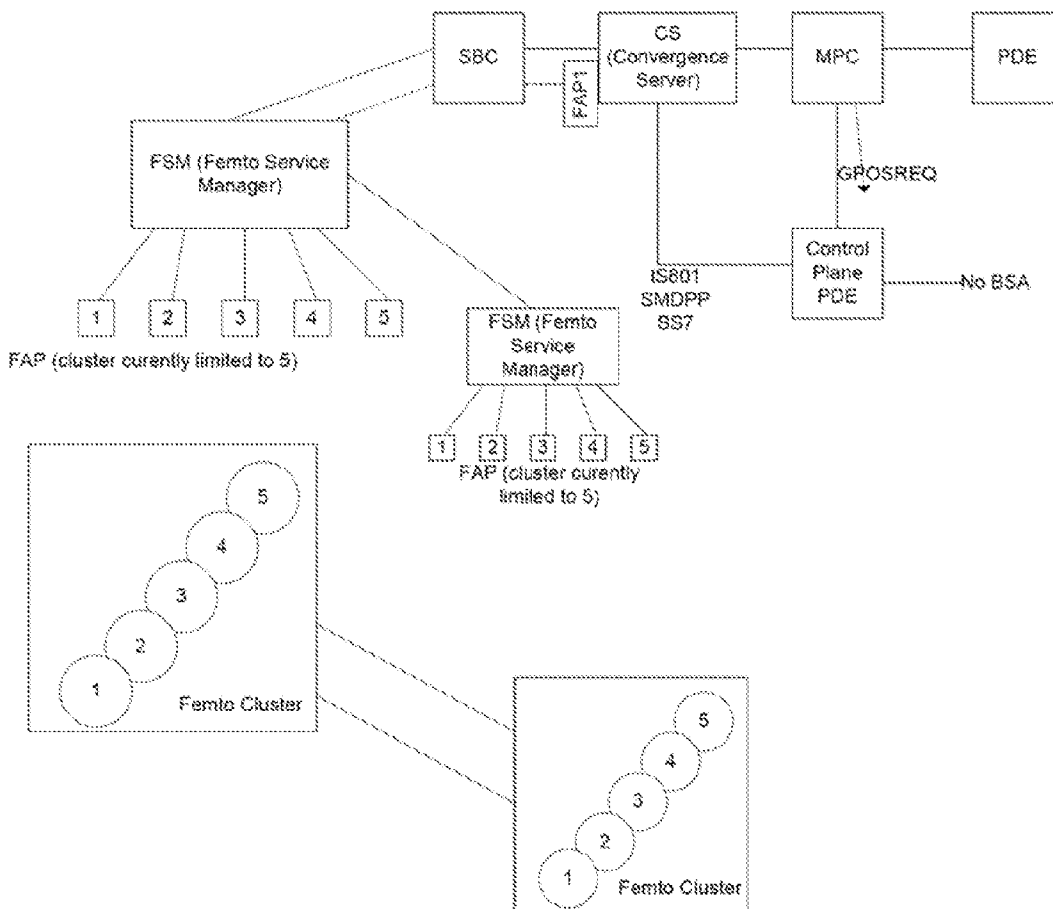 SBC
CS
(Convergence
Server)
MPC
PDE
FAP1
FSM (Femto Service
Manager)
GPOSREQ
Control
Plane
PDE
No BSA
IS801
SMDPP
SS7
1 2 3 4 5
FAP (cluster curently limited to 5)
FSM (Femto
Service
Manager)
1 2 3 4 5
FAP (cluster curently
limited to 5)
5
4
3
2
1
Femto Cluster
5
4
3
2
1
Femto Cluster